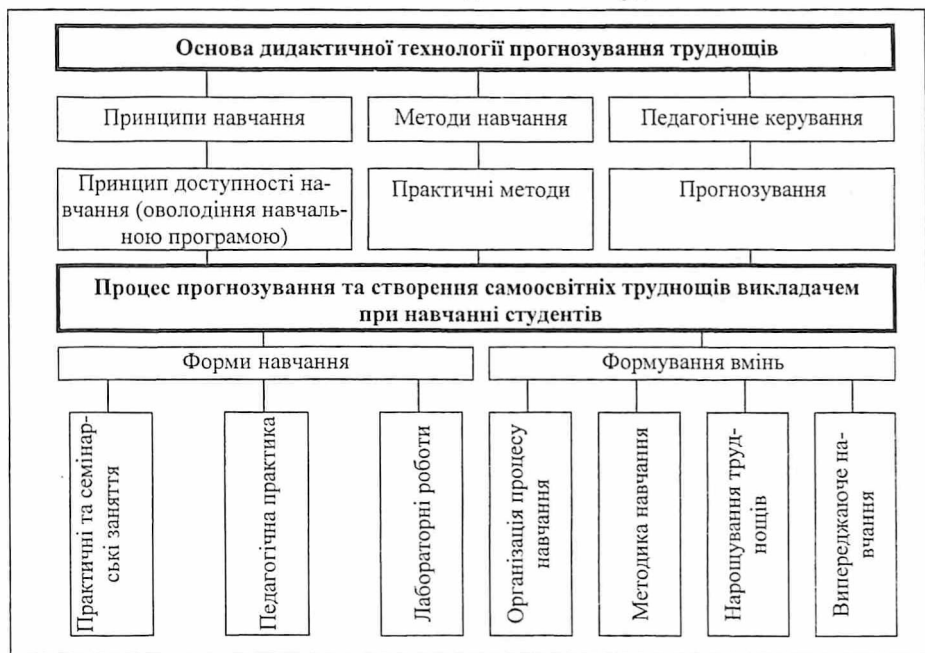 Основа дидактичної технології прогнозування труднощів
Принципи навчання
Методи навчання
Педагогічне керування
Принцип доступності на-
вчання (оволодіння навчаль-
ною програмою)
Практичні методи
Прогнозування
Процес прогнозування та створення самоосвітніх труднощів викладачем
при навчанні студентів
Форми навчання
Формування вмінь
Практичні та семінар-
ські заняття
Педагогічна практика
Лабораторні роботи
Організація процесу
навчання
Методика навчання
Нарощування труд-
нощів
Випереджаюче на-
вчання